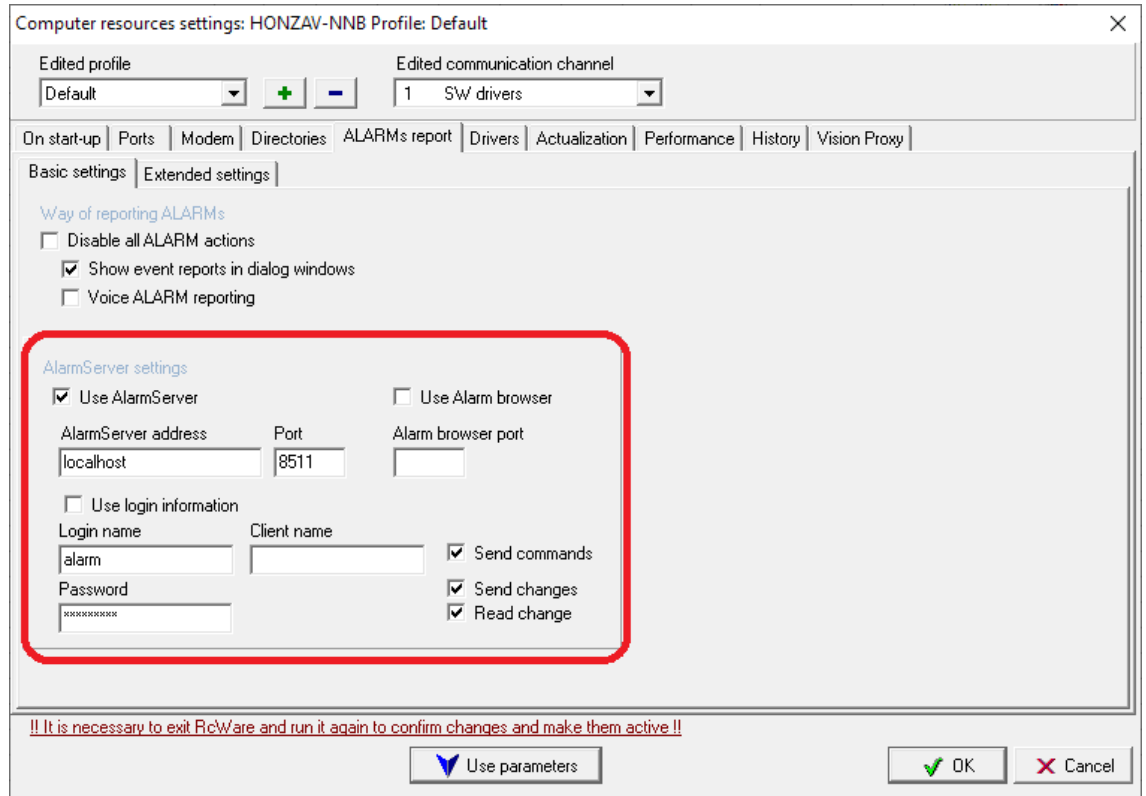 Computer resources settings: HONZAV-NNB Profile: Default
Edited profile
Edited communication channel
Default
1 SW drivers
On start-up Ports Modem Directories ALARMs report Drivers Actualization Performance History Vision Proxy
Basic settings Extended settings
Way of reporting ALARMs
Disable all ALARM actions
Show event reports in dialog windows
Voice ALARM reporting
AlarmServer settings
Use AlarmServer Use Alarm browser
AlarmServer address Port Alarm browser port
localhost 8511
Use login information
Login name Client name
alarm
Send commands
Password
Send changes
*********
Read change
!! It is necessary to exit RcWare and run it again to confirm changes and make them active !!
Use parameters OK Cancel